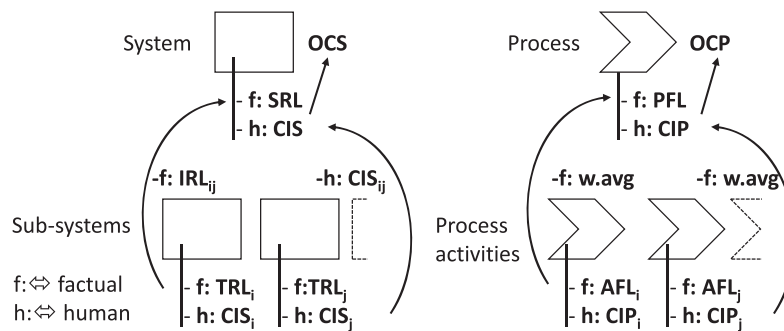 System
OCS
- f: SRL
- h: CIS
-f: IRLij
-h: CISij
Sub-systems
- f: TRLi
- h: CISi
- f:TRLj
- h: CISj
f:⇔ factual
h:⇔ human
Process
OCP
- f: PFL
- h: CIP
-f: w.avg
-f: w.avg
Process
activities
- f: AFLi
- h: CIPi
- f: AFLj
- h: CIPj